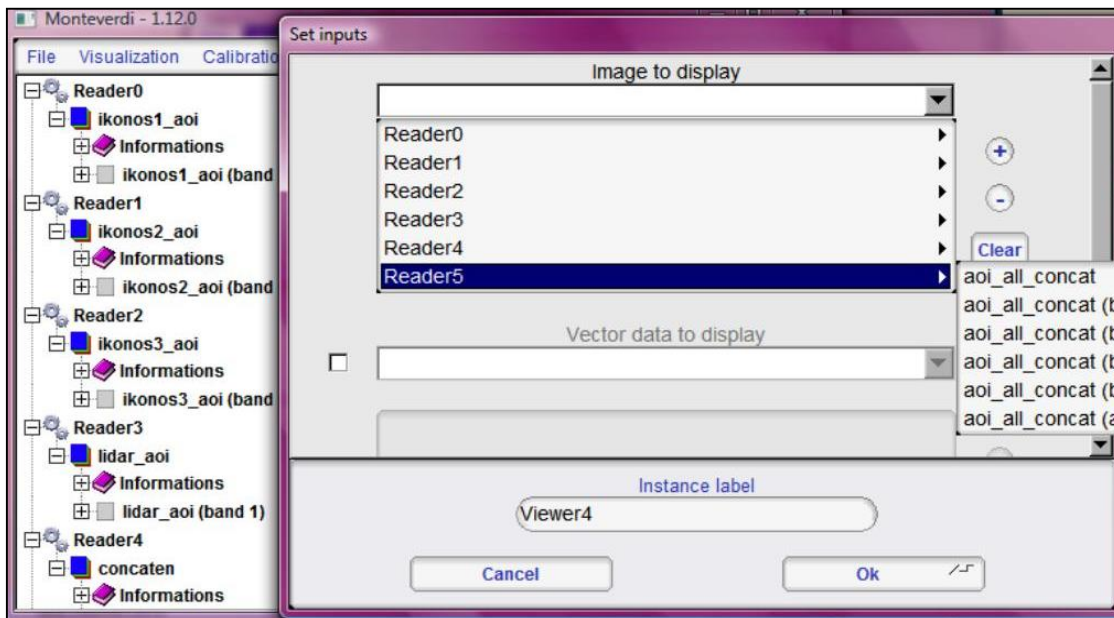 Monteverdi - 1.12.0
File Visualization Calibratio
Reader0
ikonos1_aoi
Informations
ikonos1_aoi (band
Reader1
ikonos2_aoi
Informations
ikonos2_aoi (band
Reader2
ikonos3_aoi
Informations
ikonos3_aoi (band
Reader3
lidar_aoi
Informations
lidar_aoi (band 1)
Reader4
concaten
Informations
Set inputs
Image to display
Reader0
Reader1
Reader2
Reader3
Reader4
Reader5
+
-
Clear
aoi_all_concat
aoi_all_concat (b
aoi_all_concat (b
aoi_all_concat (b
aoi_all_concat (b
aoi_all_concat (a
Vector data to display
Instance label
Viewer4
Cancel Ok